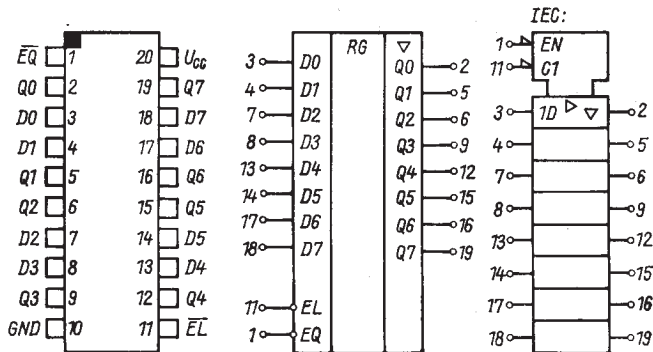 IEC:
E̅Q̅ 1 20 U_CC
Q0 2 19 Q7
D0 3 18 D7
D1 4 17 D6
Q1 5 16 Q6
Q2 6 15 Q5
D2 7 14 D5
D3 8 13 D4
Q3 9 12 Q4
GND 10 11 E̅L̅
RG ▽
3 D0 Q0 2
4 D1 Q1 5
7 D2 Q2 6
8 D3 Q3 9
13 D4 Q4 12
14 D5 Q5 15
17 D6 Q6 16
18 D7 Q7 19
11 EL
1 EQ
1 EN
11 C1
3 1D ▷ ▽ 2
4 5
7 6
8 9
13 12
14 15
17 16
18 19